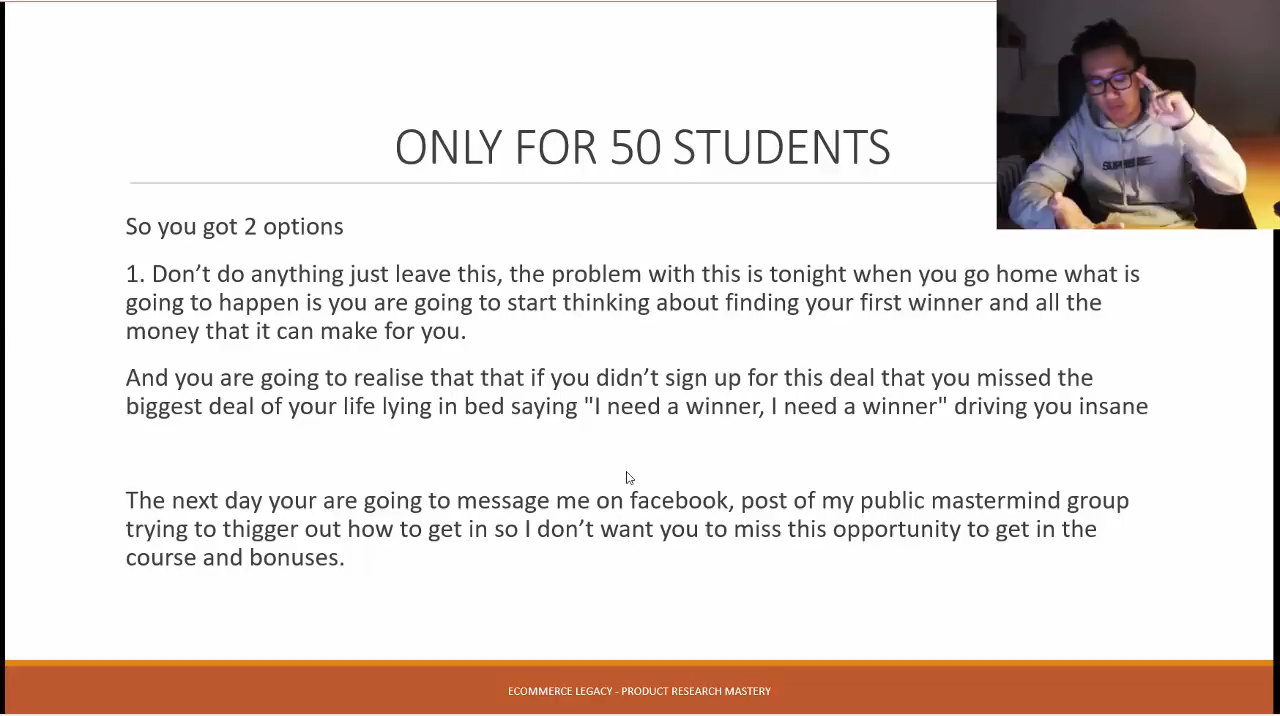 ONLY FOR 50 STUDENTS
So you got 2 options
1. Don’t do anything just leave this, the problem with this is tonight when you go home what is
going to happen is you are going to start thinking about finding your first winner and all the
money that it can make for you.
And you are going to realise that that if you didn’t sign up for this deal that you missed the
biggest deal of your life lying in bed saying "I need a winner, I need a winner" driving you insane
The next day your are going to message me on facebook, post of my public mastermind group
trying to thigger out how to get in so I don’t want you to miss this opportunity to get in the
course and bonuses.
ECOMMERCE LEGACY - PRODUCT RESEARCH MASTERY
SUPREME